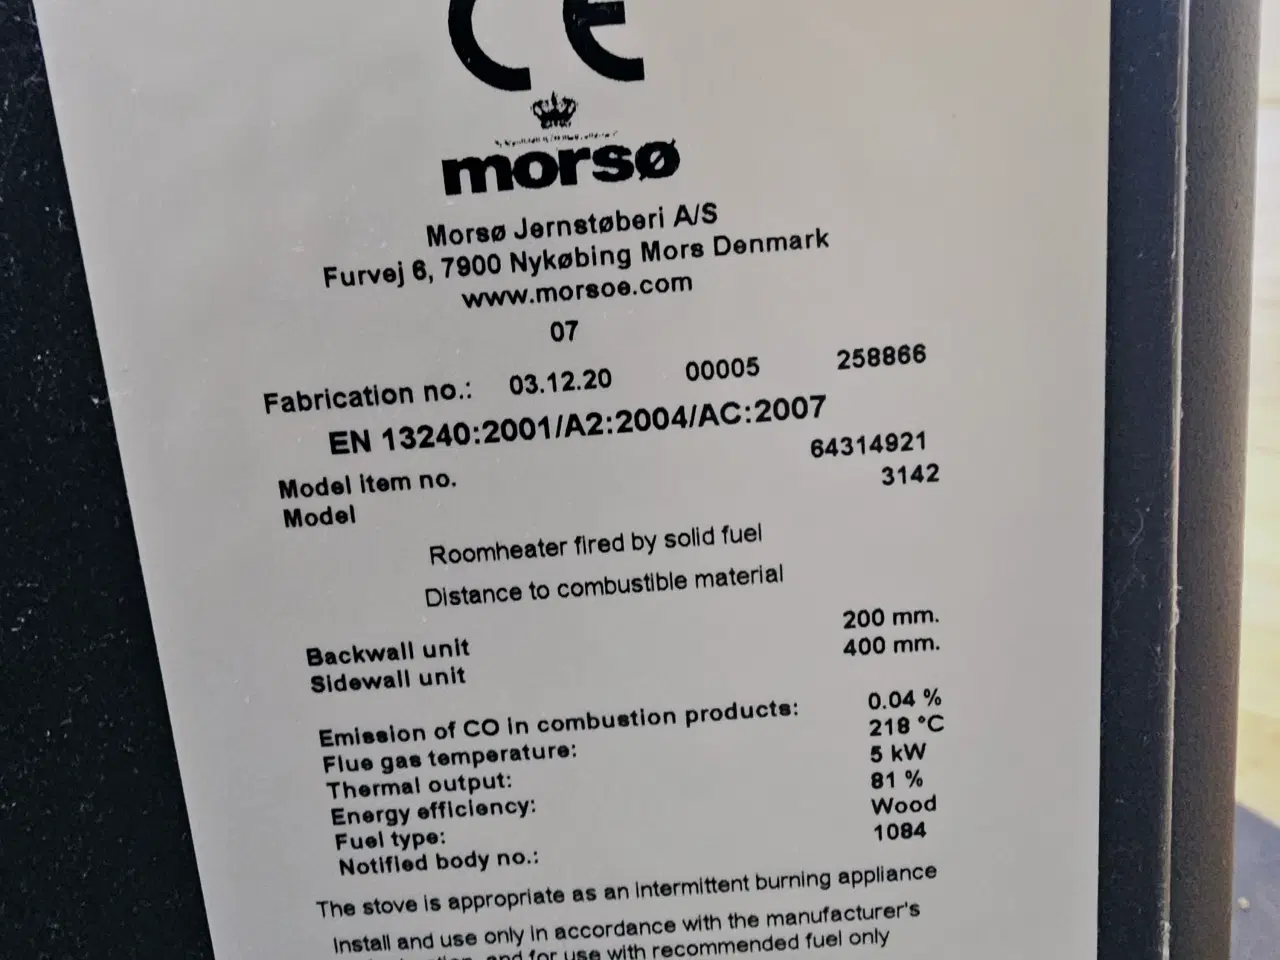 CE
morsø
Morsø Jernstøberi A/S
Furvej 6, 7900 Nykøbing Mors Denmark
www.morsoe.com
07
Fabrication no.: 03.12.20 00005 258866
EN 13240:2001/A2:2004/AC:2007
Model item no. 64314921
Model 3142
Roomheater fired by solid fuel
Distance to combustible material
Backwall unit 200 mm.
Sidewall unit 400 mm.
Emission of CO in combustion products: 0.04 %
Flue gas temperature: 218 °C
Thermal output: 5 kW
Energy efficiency: 81 %
Fuel type: Wood
Notified body no.: 1084
The stove is appropriate as an intermittent burning appliance
Install and use only in accordance with the manufacturer's
and for use with recommended fuel only